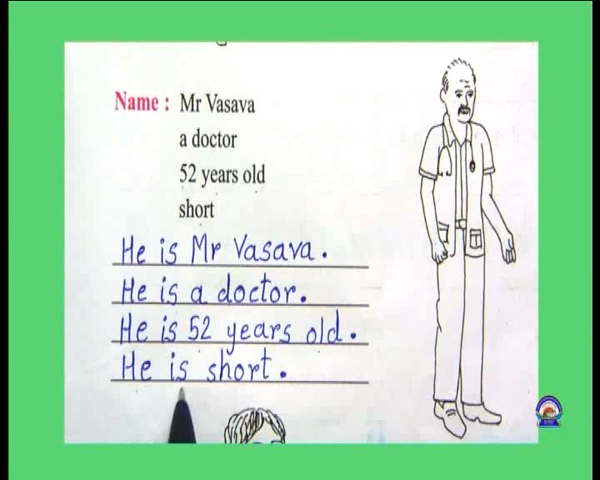 Name : Mr Vasava
a doctor
52 years old
short
He is Mr Vasava.
He is a doctor.
He is 52 years old.
He is short.